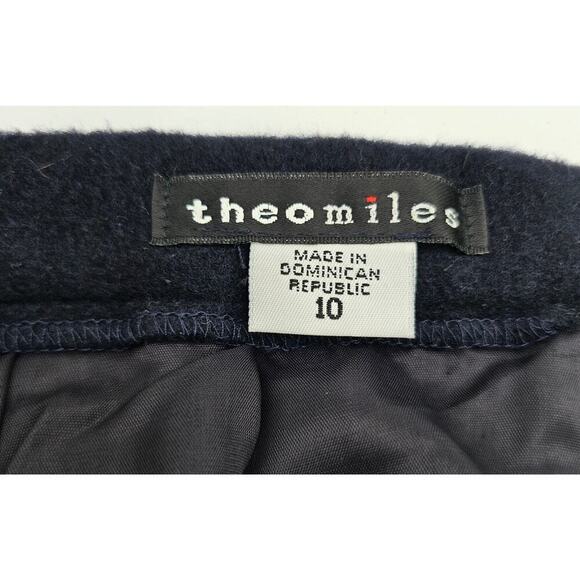 theomiles
MADE IN
DOMINICAN
REPUBLIC
10